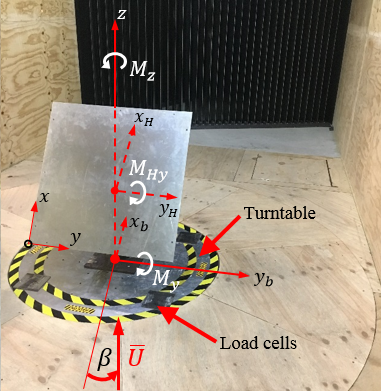 z
M_z
x_H
M_Hy
x
y_H
x_b
Turntable
y
M_y
y_b
Load cells
β
U̅